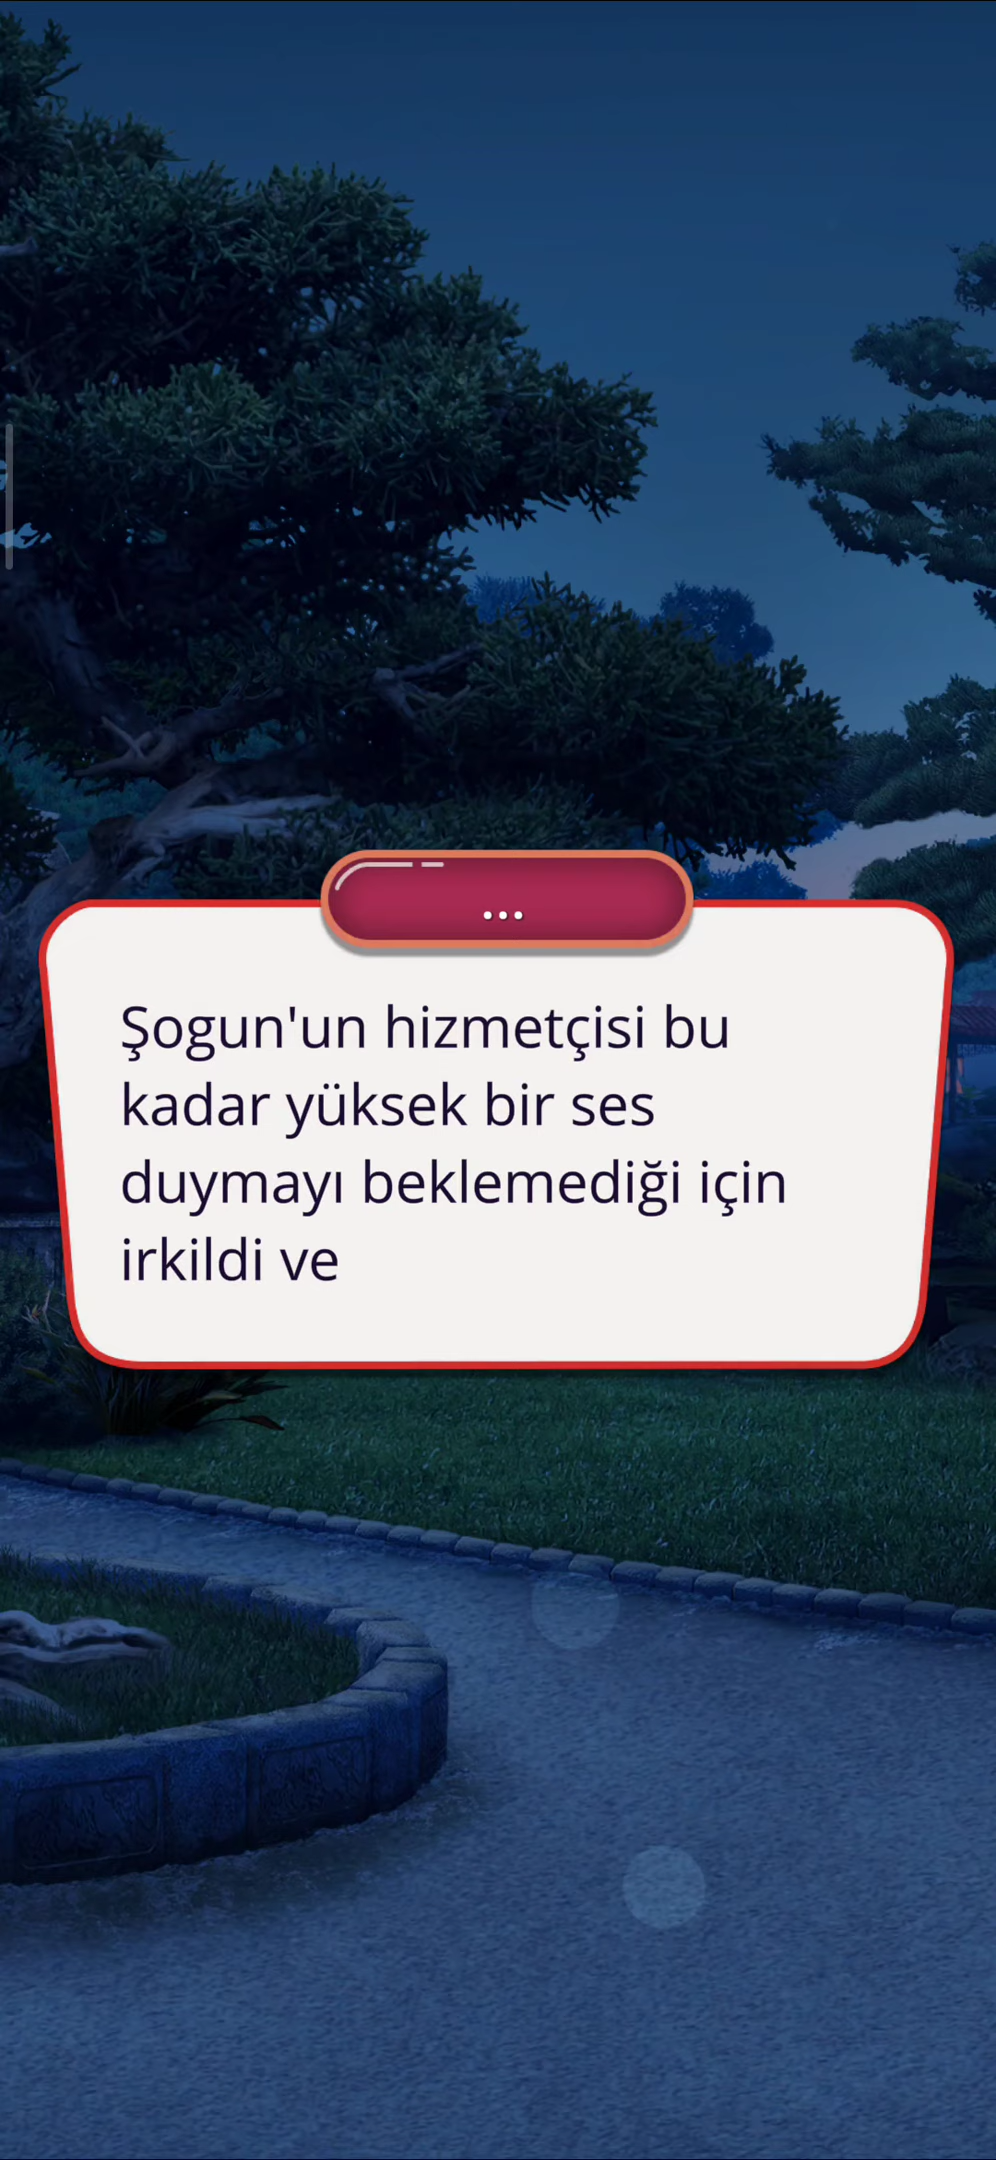 ...
Şogun'un hizmetçisi bu
kadar yüksek bir ses
duymayı beklemediği için
irkildi ve